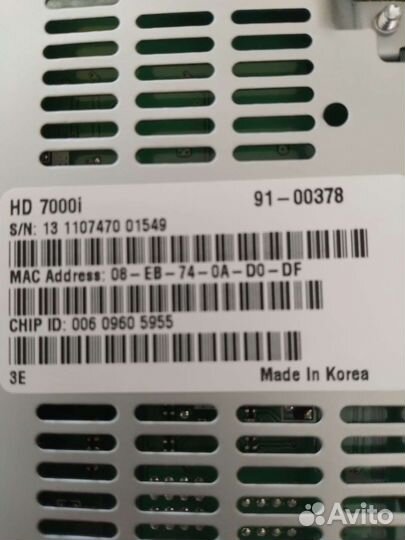 HD 7000i 91-00378
S/N: 13 1107470 01549
MAC Address: 08-EB-74-0A-D0-DF
CHIP ID: 006 0960 5955
3E Made In Korea
Avito